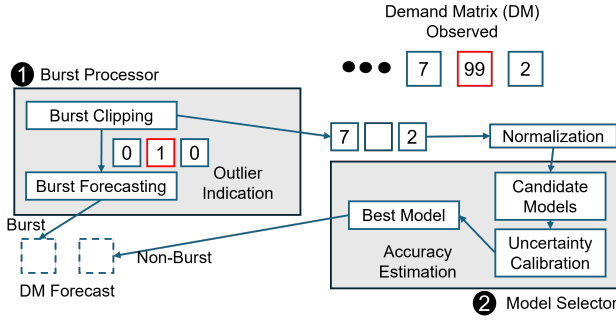 Demand Matrix (DM)
Observed
••• 7 99 2
1 Burst Processor
Burst Clipping
0 1 0
Outlier
Indication
Burst Forecasting
7 2
Normalization
Candidate
Models
Uncertainty
Calibration
Best Model
Accuracy
Estimation
Burst
Non-Burst
DM Forecast
2 Model Selector